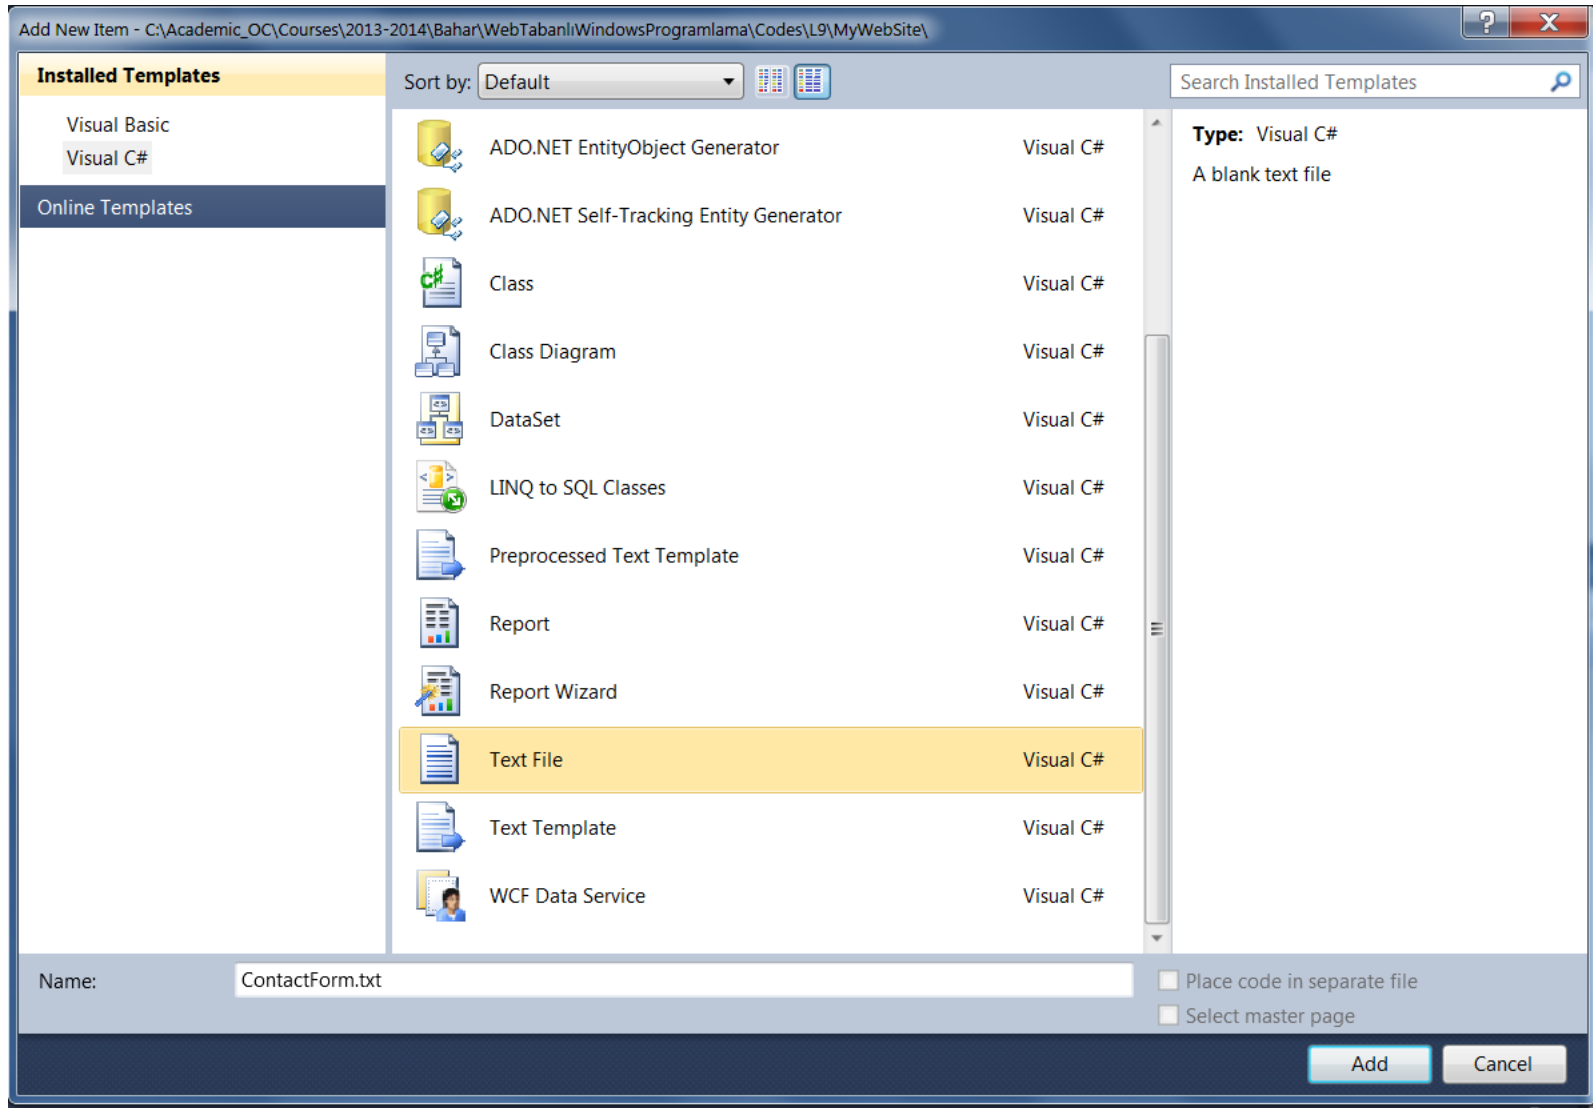 Add New Item - C:\Academic_OC\Courses\2013-2014\Bahar\WebTabanlıWindowsProgramlama\Codes\L9\MyWebSite\
Installed Templates
Sort by: Default
Search Installed Templates
Visual Basic
Visual C#
Online Templates
ADO.NET EntityObject Generator Visual C#
ADO.NET Self-Tracking Entity Generator Visual C#
Class Visual C#
Class Diagram Visual C#
DataSet Visual C#
LINQ to SQL Classes Visual C#
Preprocessed Text Template Visual C#
Report Visual C#
Report Wizard Visual C#
Text File Visual C#
Text Template Visual C#
WCF Data Service Visual C#
Type: Visual C#
A blank text file
Name: ContactForm.txt
Place code in separate file
Select master page
Add Cancel